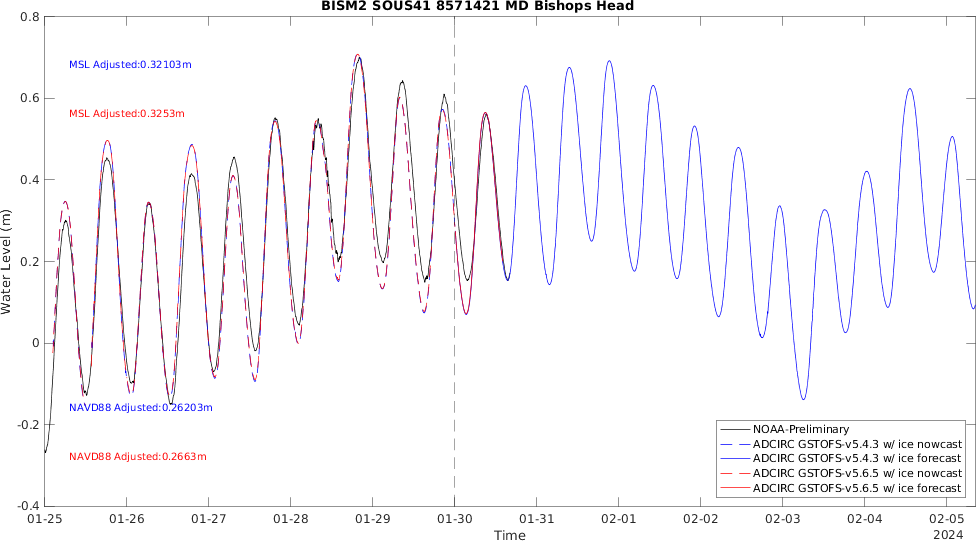 BISM2 SOUS41 8571421 MD Bishops Head
0.8
0.6
0.4
0.2
0
-0.2
-0.4
Water Level (m)
MSL Adjusted:0.32103m
MSL Adjusted:0.3253m
NAVD88 Adjusted:0.26203m
NAVD88 Adjusted:0.2663m
NOAA-Preliminary
ADCIRC GSTOFS-v5.4.3 w/ ice nowcast
ADCIRC GSTOFS-v5.4.3 w/ ice forecast
ADCIRC GSTOFS-v5.6.5 w/ ice nowcast
ADCIRC GSTOFS-v5.6.5 w/ ice forecast
01-25 01-26 01-27 01-28 01-29 01-30 01-31 02-01 02-02 02-03 02-04 02-05
2024
Time